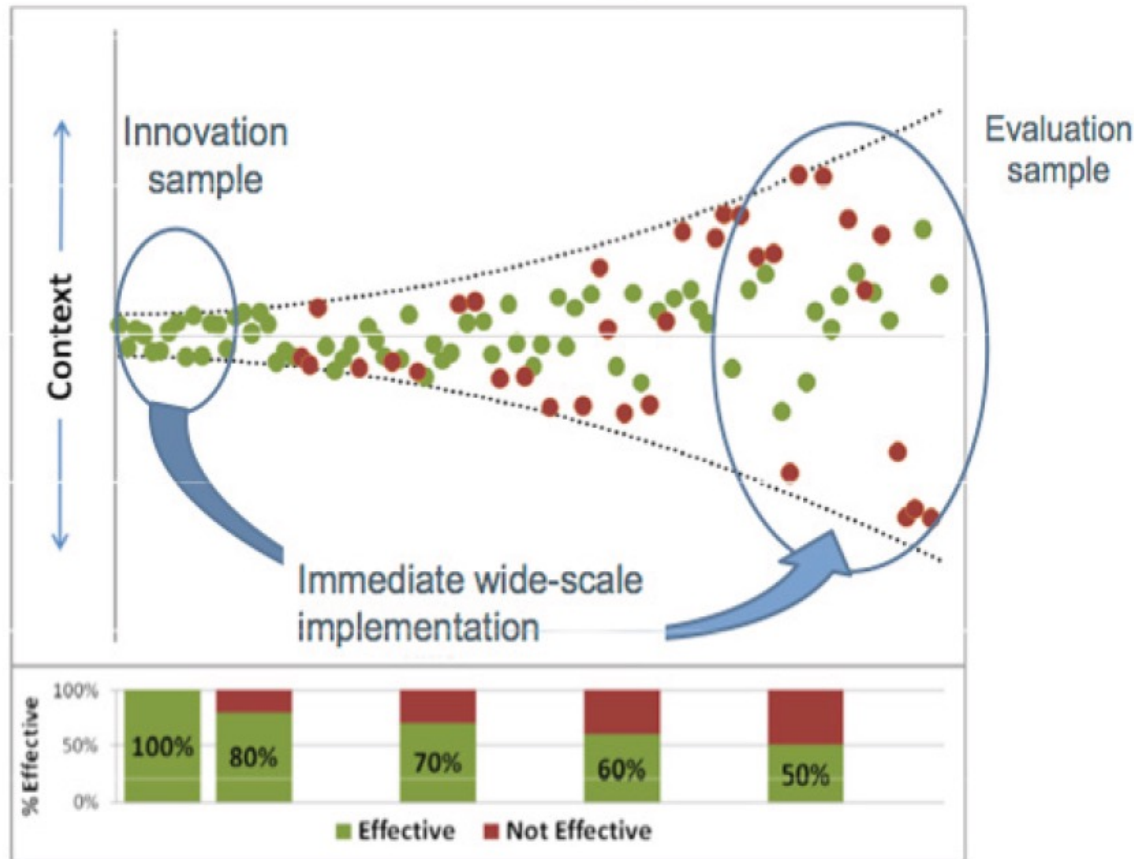 Innovation
sample
Evaluation
sample
Context
Immediate wide-scale
implementation
% Effective
100%
50%
0%
100%
80%
70%
60%
50%
Effective
Not Effective